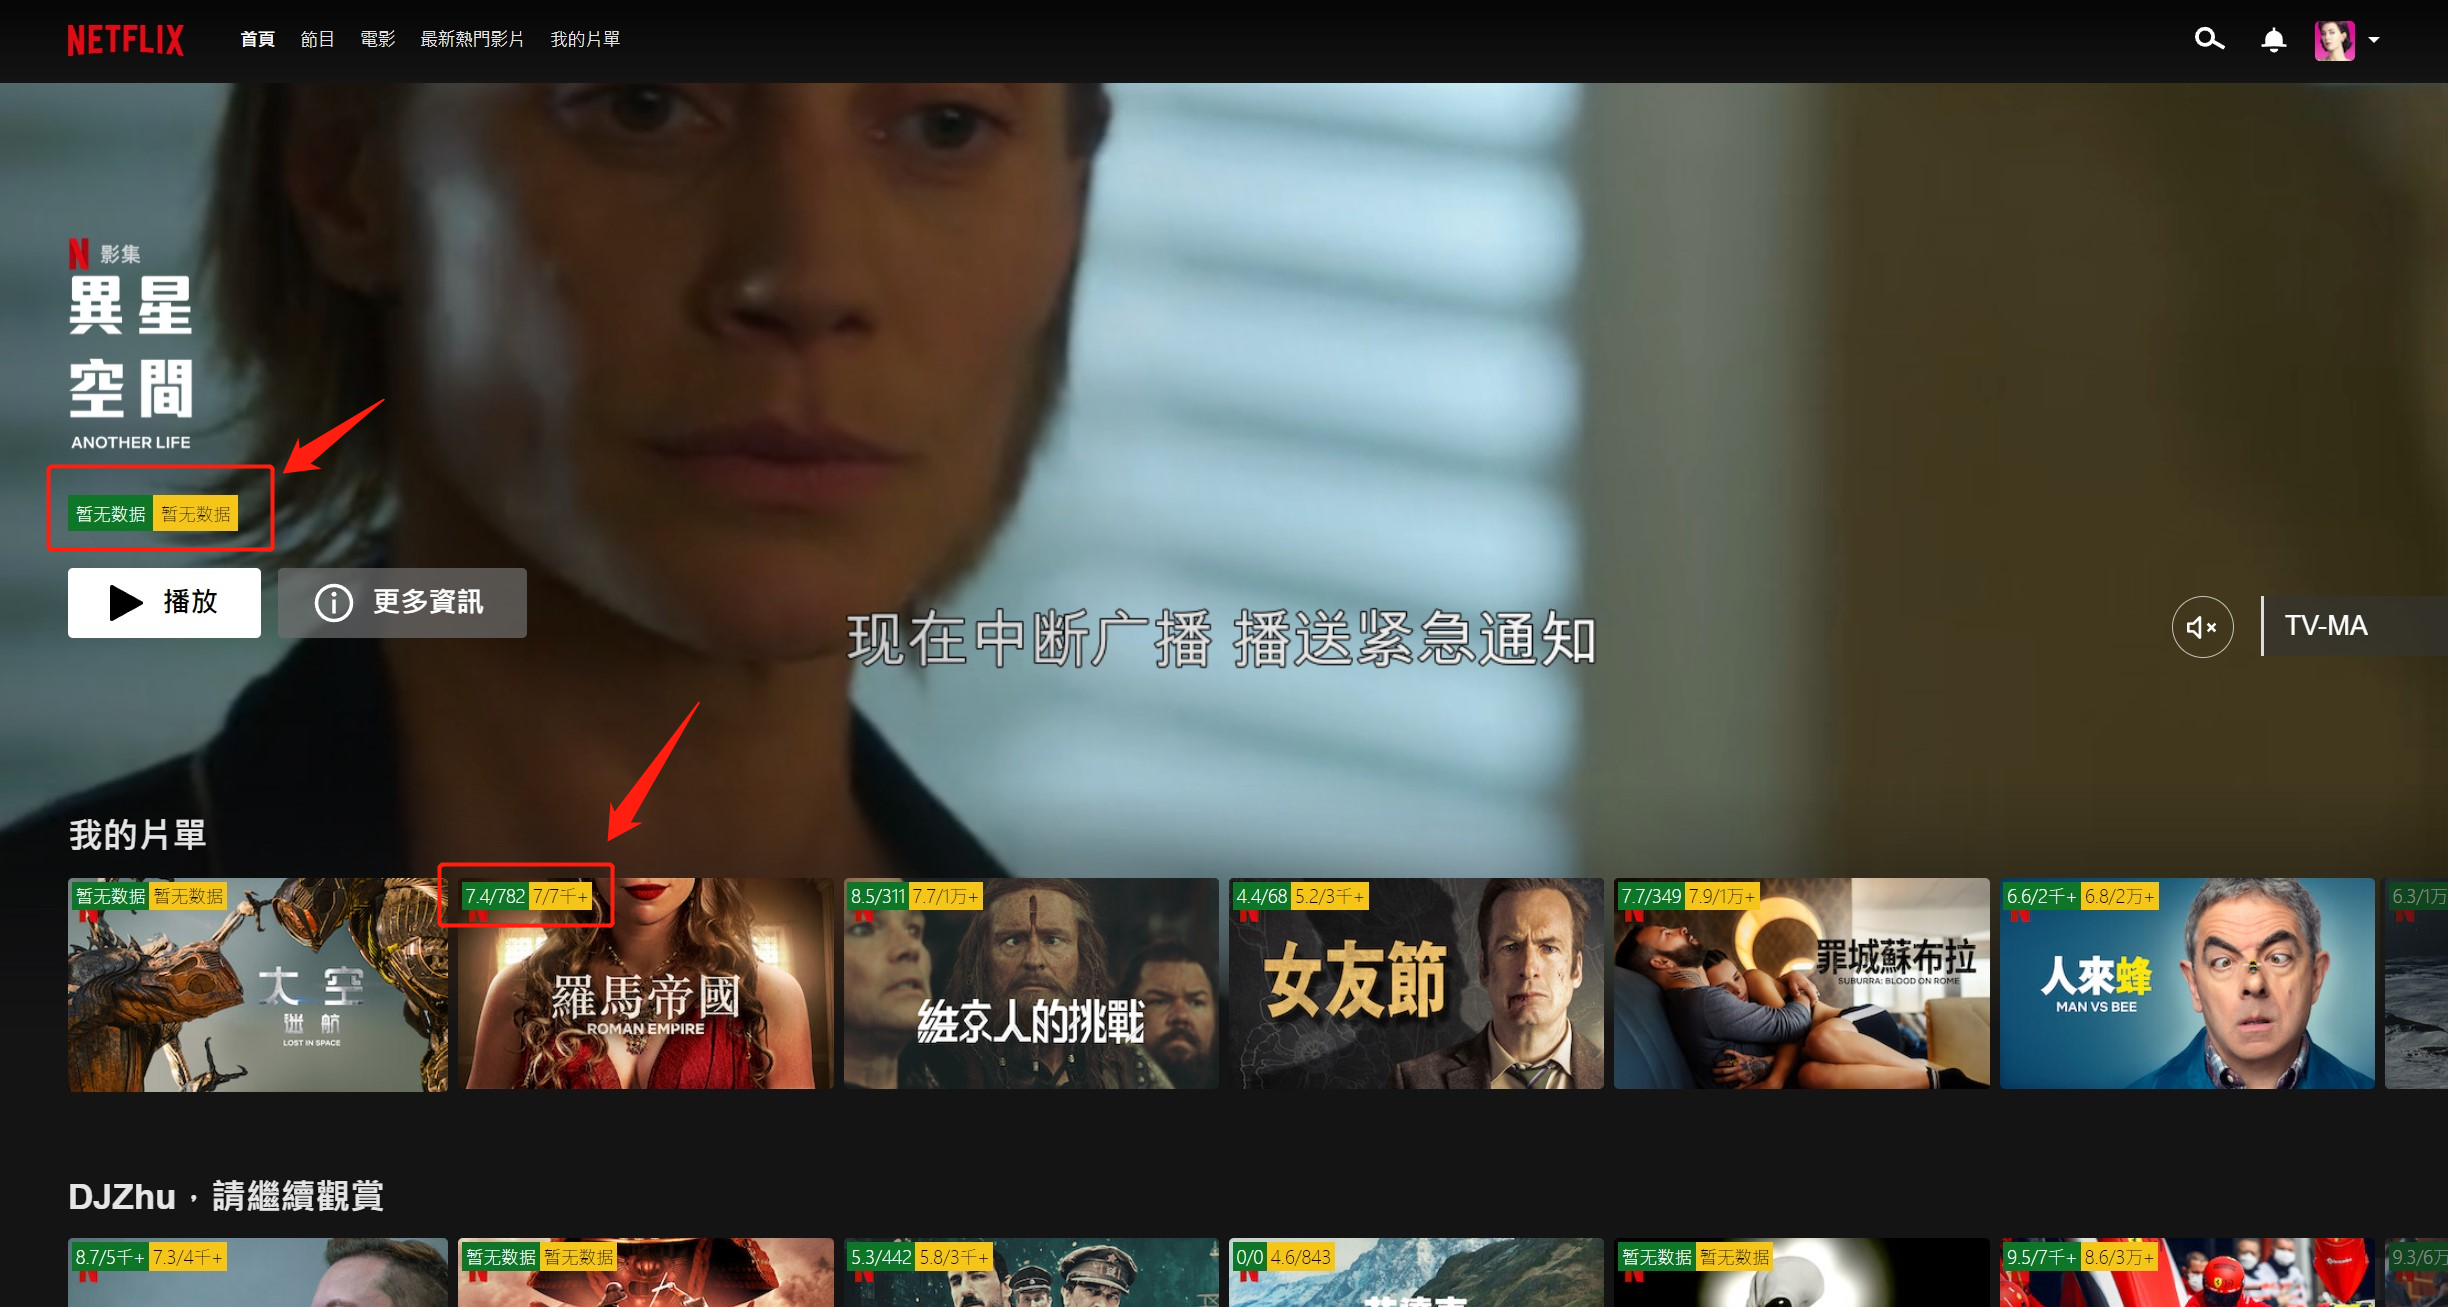 NETFLIX
首頁 節目 電影 最新熱門影片 我的片單
N 影集
異星
空間
ANOTHER LIFE
暂无数据 暂无数据
播放 更多資訊
现在中断广播 播送紧急通知
TV-MA
我的片單
暂无数据 暂无数据
太空
迷航
LOST IN SPACE
7.4/782 7/7千+
羅馬帝國
ROMAN EMPIRE
8.5/311 7.7/1万+
維京人的挑戰
4.4/68 5.2/3千+
女友節
7.7/349 7.9/1万+
罪城蘇布拉
SUBURRA: BLOOD ON ROME
6.6/2千+ 6.8/2万+
人來蜂
MAN VS BEE
6.3/1万
DJZhu，請繼續觀賞
8.7/5千+ 7.3/4千+
暂无数据 暂无数据
5.3/442 5.8/3千+
0/0 4.6/843
暂无数据 暂无数据
9.5/7千+ 8.6/3万+
9.3/6万